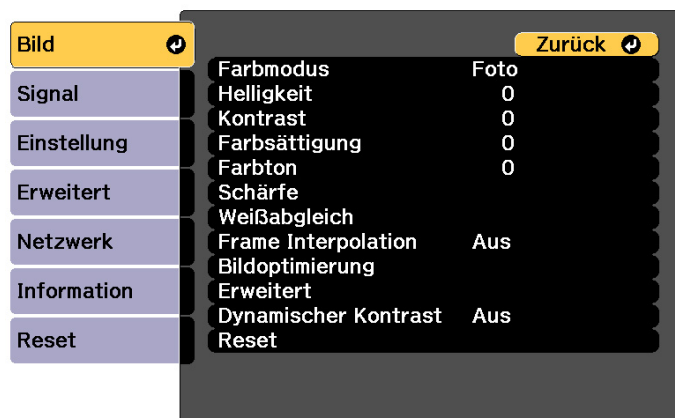 Bild
Signal
Einstellung
Erweitert
Netzwerk
Information
Reset
Zurück
Farbmodus Foto
Helligkeit 0
Kontrast 0
Farbsättigung 0
Farbton 0
Schärfe
Weißabgleich
Frame Interpolation Aus
Bildoptimierung
Erweitert
Dynamischer Kontrast Aus
Reset